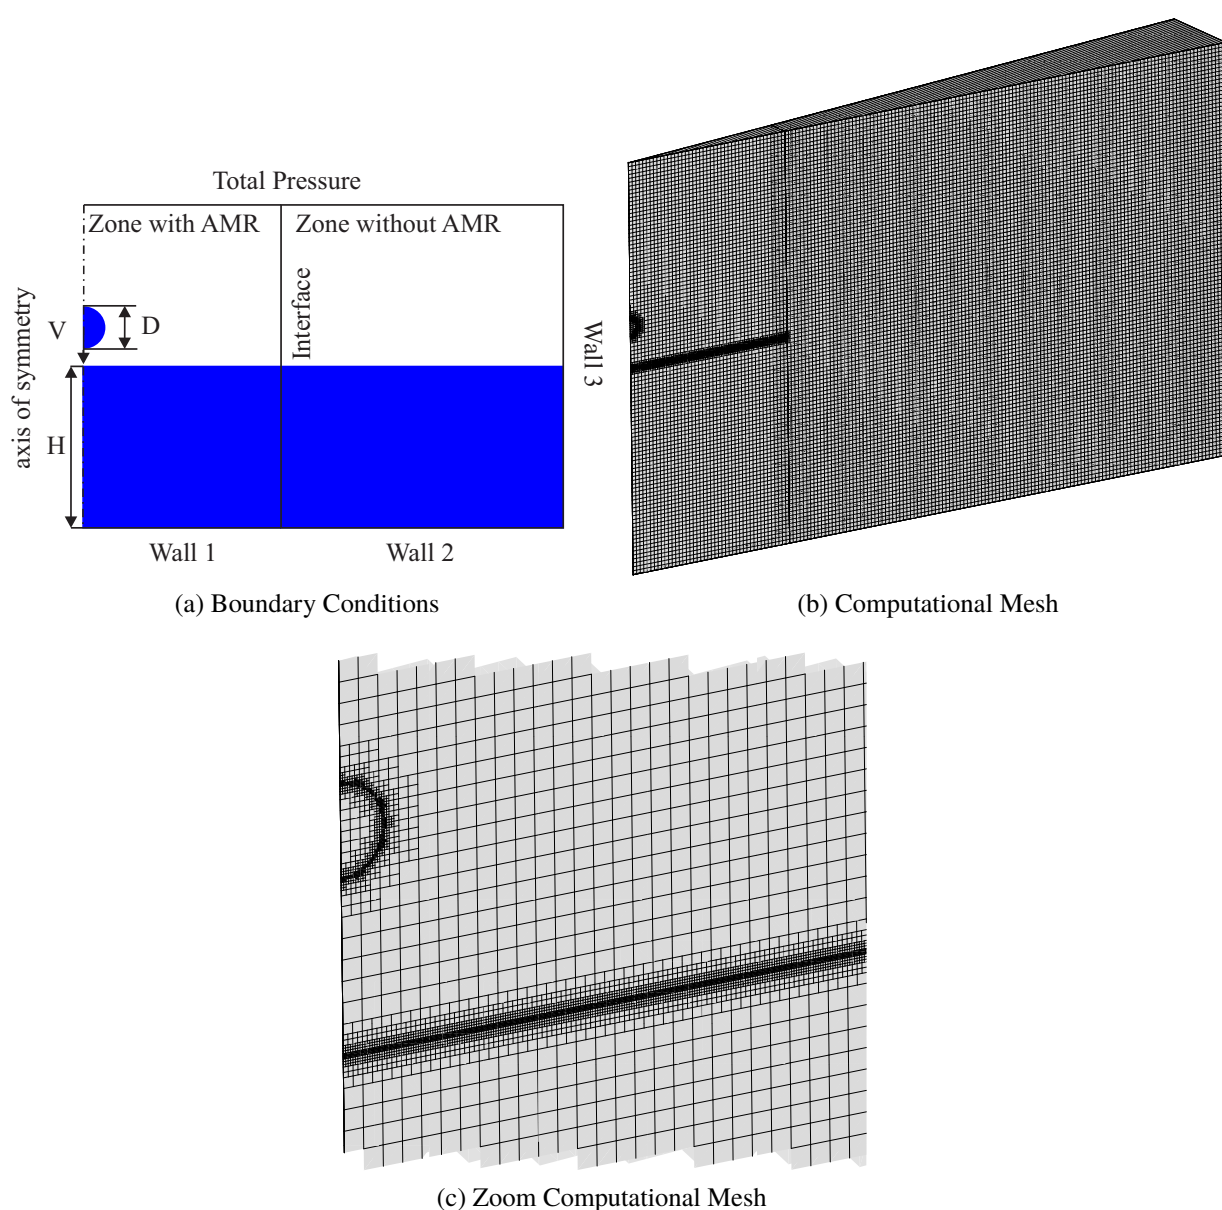 Total Pressure
Zone with AMR
Zone without AMR
Interface
axis of symmetry
V
D
H
Wall 3
Wall 1
Wall 2
(a) Boundary Conditions
(b) Computational Mesh
(c) Zoom Computational Mesh